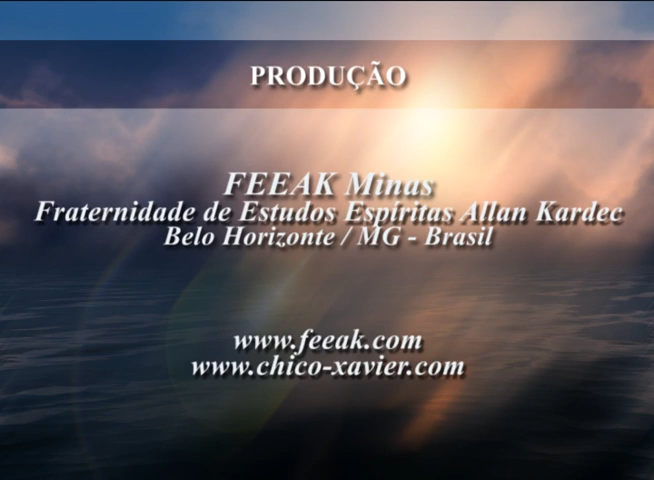 PRODUÇÃO
FEEAK Minas
Fraternidade de Estudos Espíritas Allan Kardec
Belo Horizonte / MG - Brasil
www.feeak.com
www.chico-xavier.com